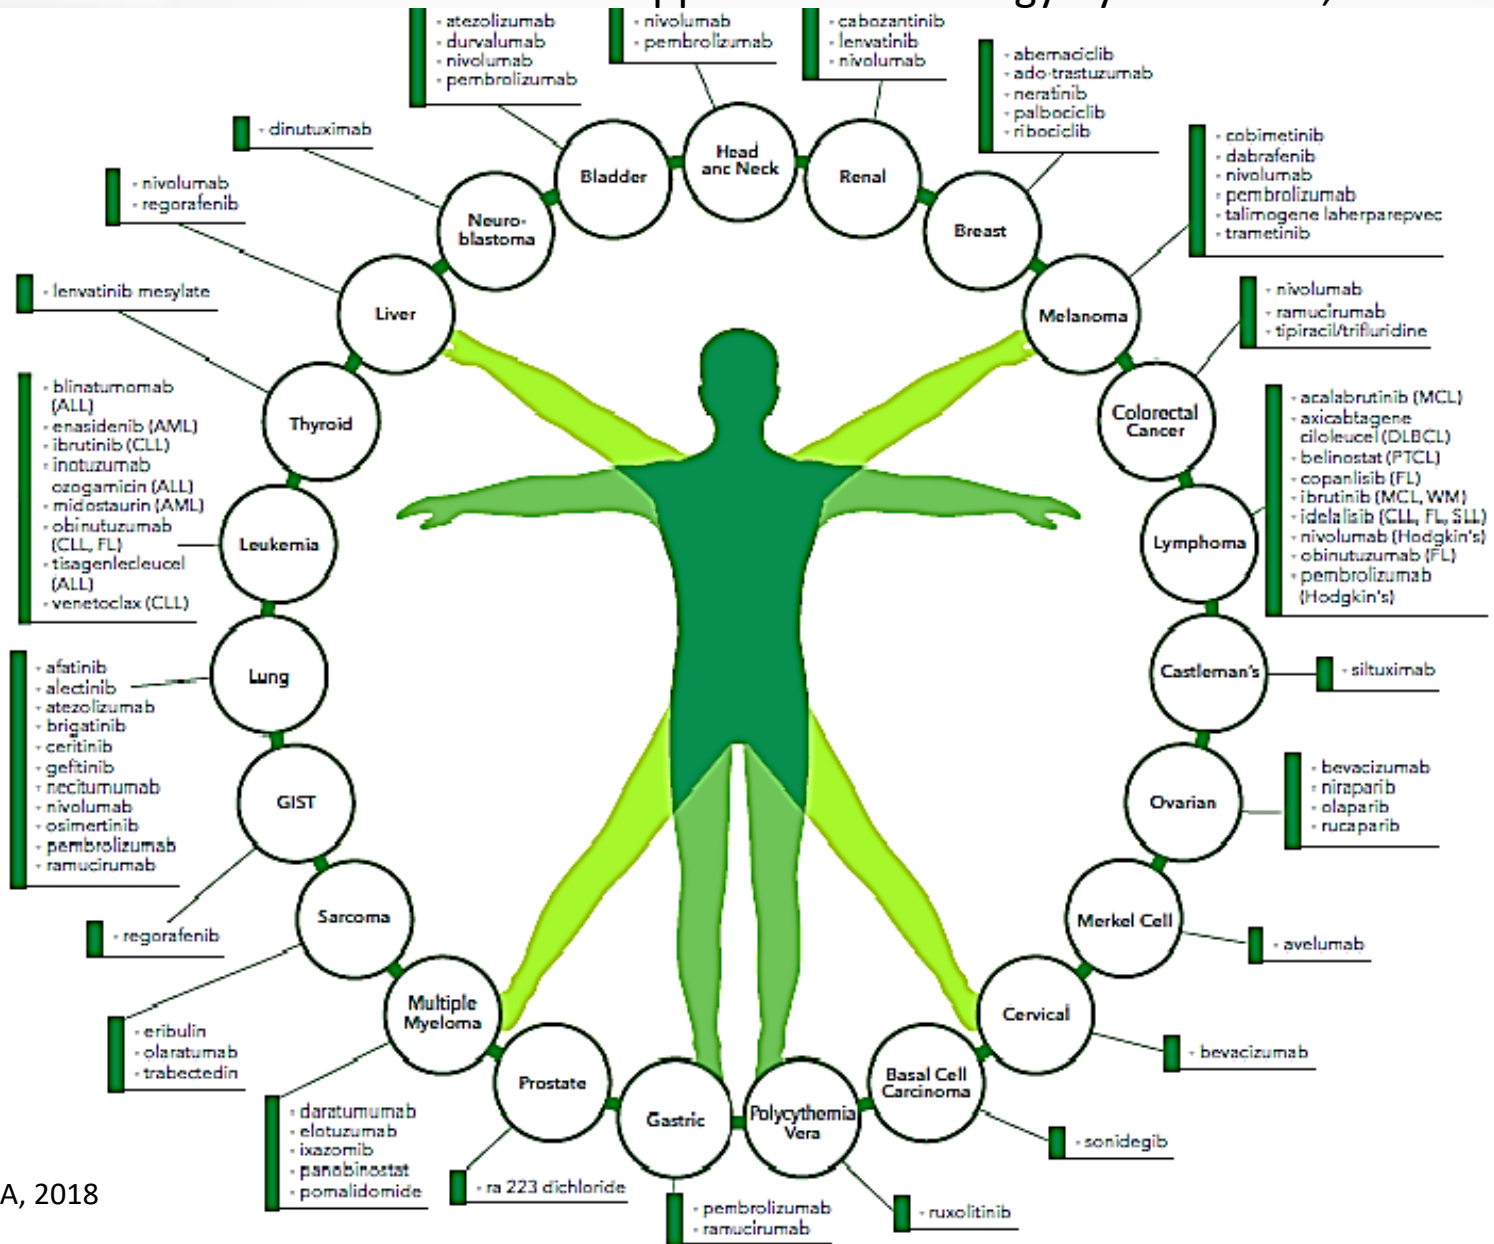 - atezolizumab
- durvalumab
- nivolumab
- pembrolizumab
- nivolumab
- pembrolizumab
- cabozantinib
- lenvatinib
- nivolumab
- abemaciclib
- ado-trastuzumab
- neratinib
- palbociclib
- ribociclib
- cobimetinib
- dabrafenib
- nivolumab
- pembrolizumab
- talimogene laherparepvec
- trametinib
- nivolumab
- ramucirumab
- tipiracil/trifluridine
- acalabrutinib (MCL)
- axicabtagene
ciloleucel (DLBCL)
- belinostat (PTCL)
- copanlisib (FL)
- ibrutinib (MCL, WM)
- idelalisib (CLL, FL, SLL)
- nivolumab (Hodgkin's)
- obinutuzumab (FL)
- pembrolizumab
(Hodgkin's)
- siltuximab
- bevacizumab
- niraparib
- olaparib
- rucaparib
- avelumab
- bevacizumab
- sonidegib
- ruxolitinib
- pembrolizumab
- ramucirumab
- ra 223 dichloride
- daratumumab
- elotuzumab
- ixazomib
- panobinostat
- pomalidomide
- eribulin
- olaratumab
- trabectedin
- regorafenib
- afatinib
- alectinib
- atezolizumab
- brigatinib
- ceritinib
- gefitinib
- necitumumab
- nivolumab
- osimertinib
- pembrolizumab
- ramucirumab
- blinatumomab
(ALL)
- enasidenib (AML)
- ibrutinib (CLL)
- inotuzumab
ozogamicin (ALL)
- midostaurin (AML)
- obinutuzumab
(CLL, FL)
- tisagenlecleucel
(ALL)
- venetoclax (CLL)
- lenvatinib mesylate
- nivolumab
- regorafenib
- dinutuximab
Bladder
Head
anc Neck
Renal
Breast
Melanoma
Colorectal
Cancer
Lymphoma
Castleman's
Ovarian
Merkel Cell
Cervical
Basal Cell
Carcinoma
Polycythemia
Vera
Gastric
Prostate
Multiple
Myeloma
Sarcoma
GIST
Lung
Leukemia
Thyroid
Liver
Neuro-
blastoma
A, 2018